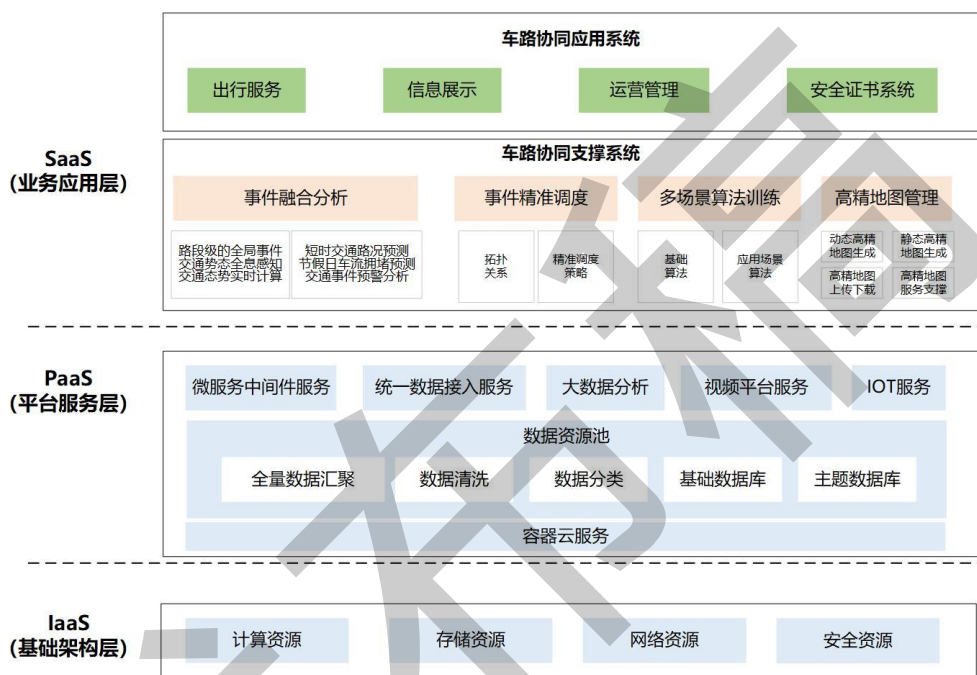 车路协同应用系统
出行服务
信息展示
运营管理
安全证书系统
SaaS
(业务应用层)
车路协同支撑系统
事件融合分析
事件精准调度
多场景算法训练
高精地图管理
路段级的全局事件
交通势态全息感知
交通态势实时计算
短时交通路况预测
节假日车流拥堵预测
交通事件预警分析
拓扑
关系
精准调度
策略
基础
算法
应用场景
算法
动态高精
地图生成
静态高精
地图生成
高精地图
上传下载
高精地图
服务支撑
PaaS
(平台服务层)
微服务中间件服务
统一数据接入服务
大数据分析
视频平台服务
IOT服务
数据资源池
全量数据汇聚
数据清洗
数据分类
基础数据库
主题数据库
容器云服务
IaaS
(基础架构层)
计算资源
存储资源
网络资源
安全资源
布稿